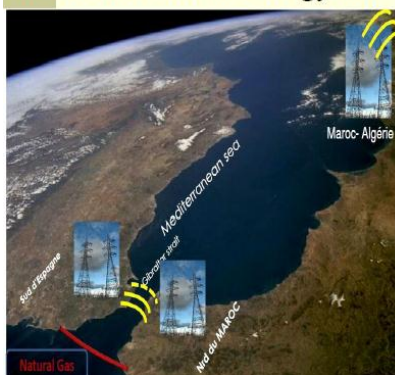 Maroc- Algérie
Mediterranean sea
Gibraltar strait
Sud d'Espagne
Nrd du MAROC
Natural Gas